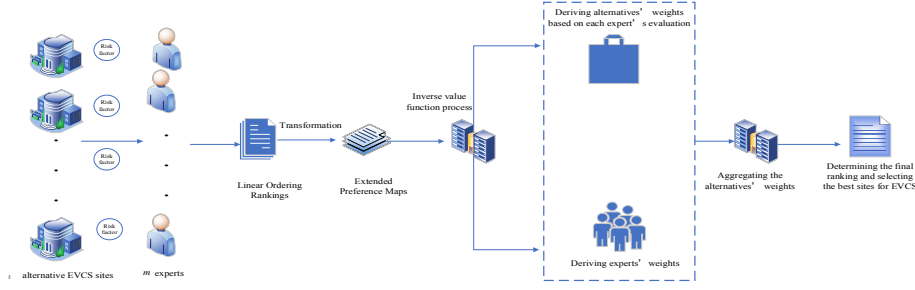 Risk
factor
Risk
factor
Risk
factor
Risk
factor
alternative EVCS sites
m experts
Linear Ordering
Rankings
Transformation
Extended
Preference Maps
Inverse value
function process
Deriving alternatives' weights
based on each expert's evaluation
Deriving experts' weights
Aggregating the
alternatives' weights
Determining the final
ranking and selecting
the best sites for EVCS